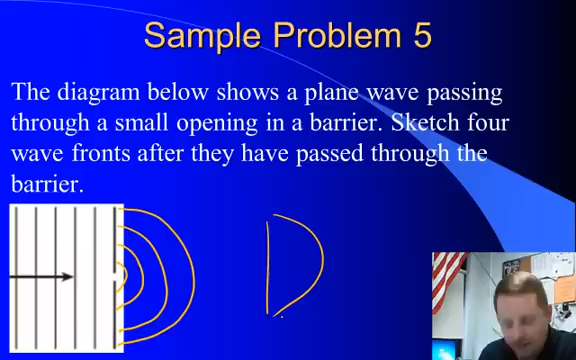 Sample Problem 5
The diagram below shows a plane wave passing
through a small opening in a barrier. Sketch four
wave fronts after they have passed through the
barrier.